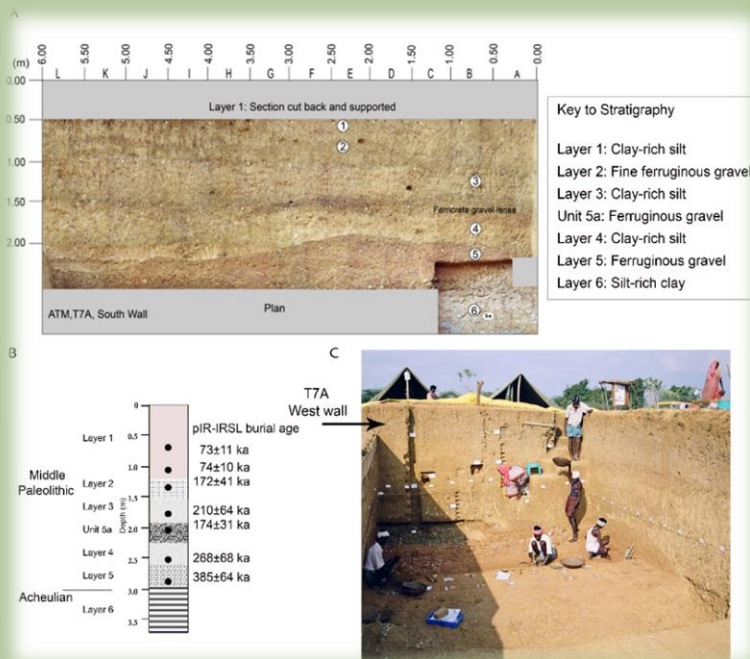 A
6.00 5.50 5.00 4.50 4.00 3.50 3.00 2.50 2.00 1.50 1.00 0.50 0.00 (m)
L K J I H G F E D C B A
0.00
Layer 1: Section cut back and supported
0.50
1
2
1.00
3
1.50
Ferricrete gravel lense
4
2.00
5
6
ATM,T7A, South Wall
Plan
Key to Stratigraphy
Layer 1: Clay-rich silt
Layer 2: Fine ferruginous gravel
Layer 3: Clay-rich silt
Unit 5a: Ferruginous gravel
Layer 4: Clay-rich silt
Layer 5: Ferruginous gravel
Layer 6: Silt-rich clay
B
0
pIR-IRSL burial age
Layer 1
0.5
73±11 ka
1.0
74±10 ka
Middle
Paleolithic
Layer 2
172±41 ka
1.5
Layer 3
210±64 ka
Unit 5a
2.0
174±31 ka
Depth (m)
Layer 4
2.5
268±68 ka
Layer 5
385±64 ka
3.0
Acheulian
Layer 6
3.5
C
T7A
West wall